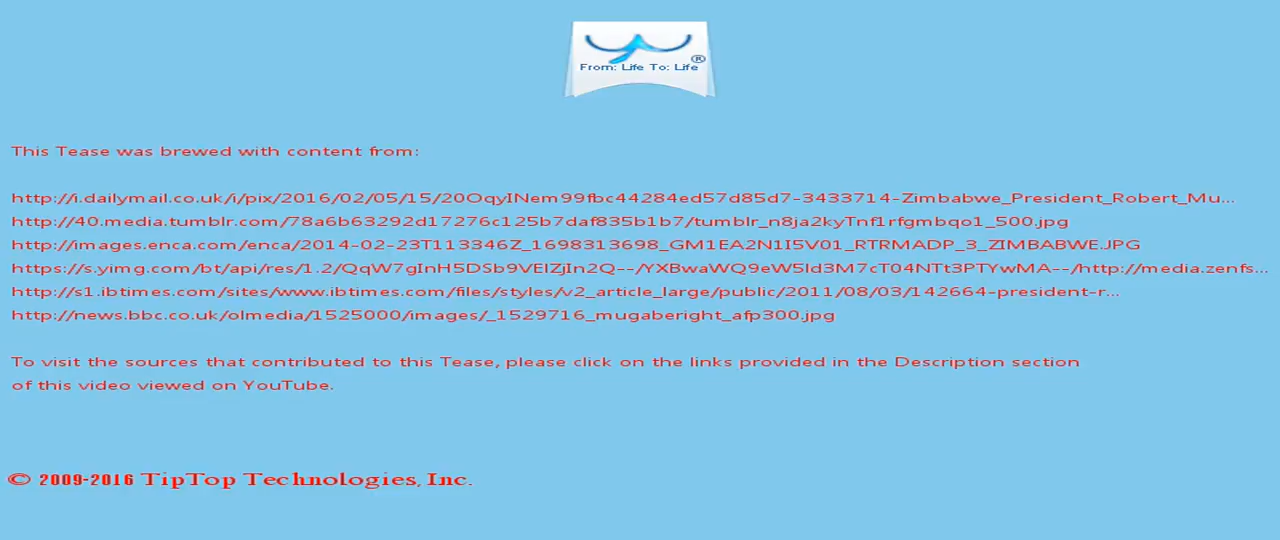 From: Life To: Life ®
This Tease was brewed with content from:
http://i.dailymail.co.uk/i/pix/2016/02/05/15/20OqyINem99fbc44284ed57d85d7-3433714-Zimbabwe_President_Robert_Mu...
http://40.media.tumblr.com/78a6b63292d17276c125b7daf835b1b7/tumblr_n8ja2kyTnf1rfgmbqo1_500.jpg
http://images.enca.com/enca/2014-02-23T113346Z_1698313698_GM1EA2N1I5V01_RTRMADP_3_ZIMBABWE.JPG
https://s.yimg.com/bt/api/res/1.2/QqW7gInH5DSb9VElZjIn2Q--/YXBwaWQ9eW5ld3M7cT04NTt3PTYwMA--/http://media.zenfs...
http://s1.ibtimes.com/sites/www.ibtimes.com/files/styles/v2_article_large/public/2011/08/03/142664-president-r...
http://news.bbc.co.uk/olmedia/1525000/images/_1529716_mugaberight_afp300.jpg
To visit the sources that contributed to this Tease, please click on the links provided in the Description section
of this video viewed on YouTube.
© 2009-2016 TipTop Technologies, Inc.